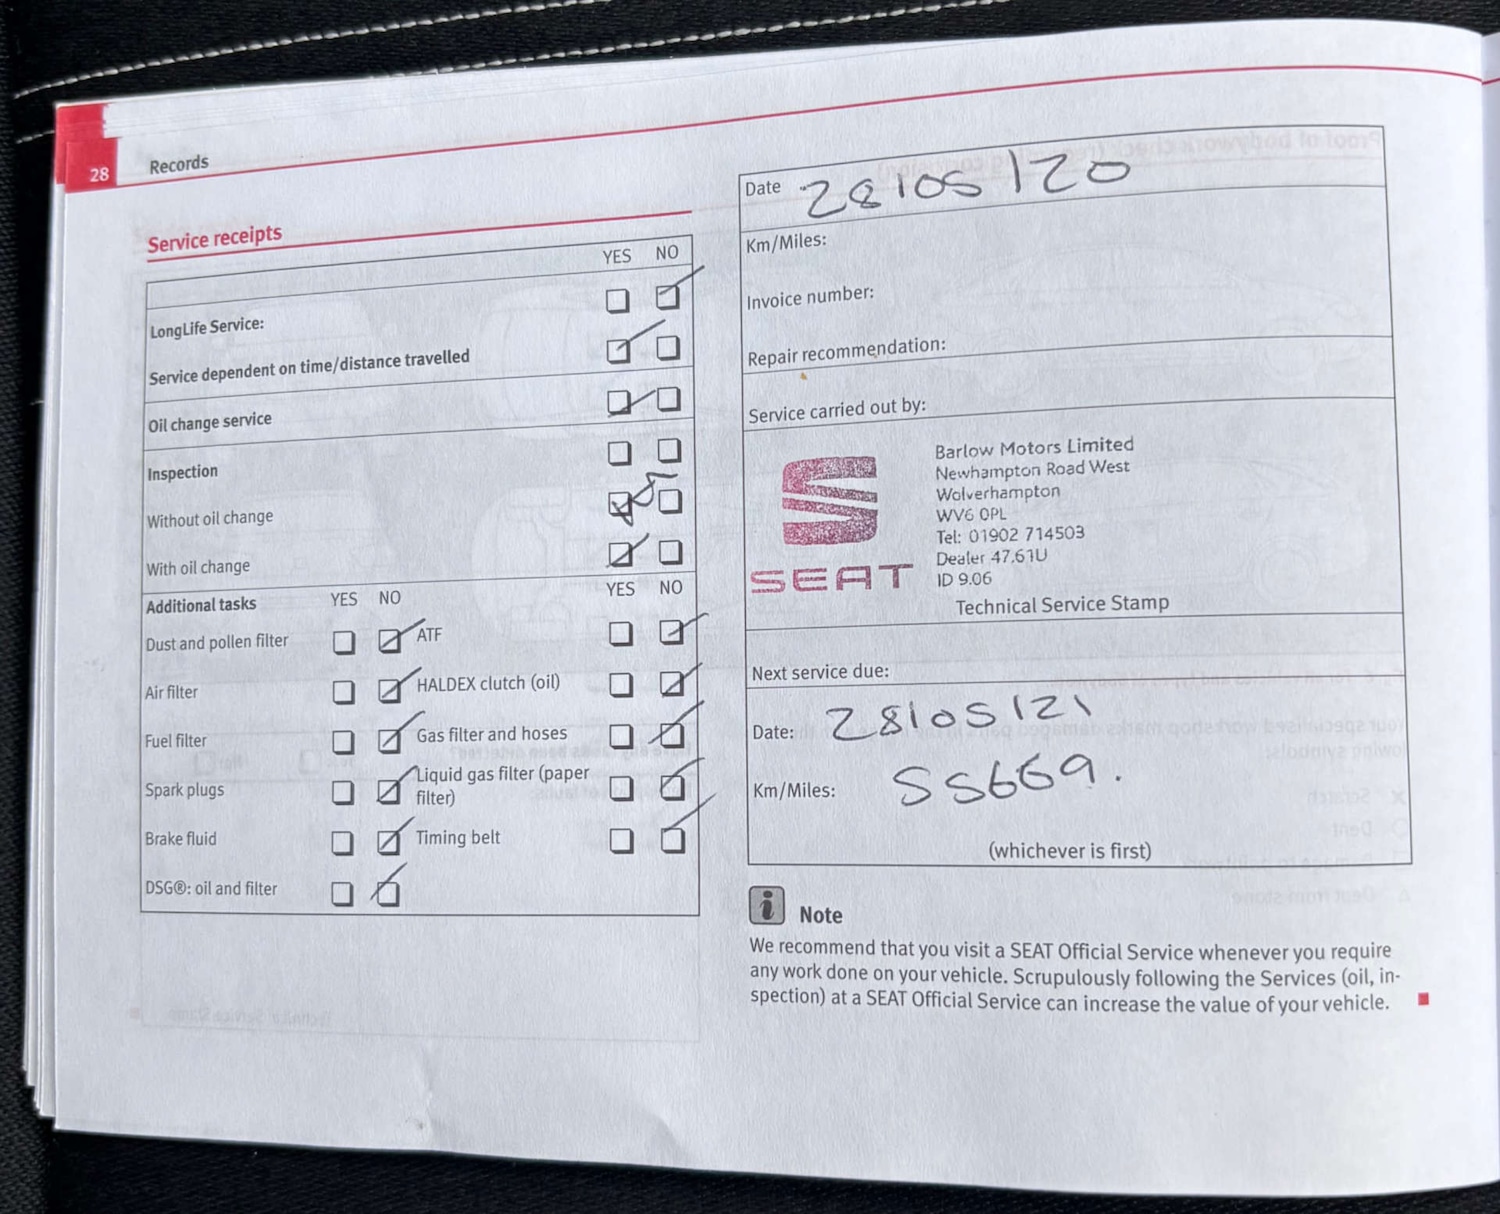 28 Records
Service receipts
YES NO
LongLife Service:
Service dependent on time/distance travelled
Oil change service
Inspection
Without oil change
With oil change
Additional tasks YES NO YES NO
Dust and pollen filter ATF
Air filter HALDEX clutch (oil)
Fuel filter Gas filter and hoses
Spark plugs Liquid gas filter (paper
filter)
Brake fluid Timing belt
DSG®: oil and filter
Date 28/05/20
Km/Miles:
Invoice number:
Repair recommendation:
Service carried out by:
Barlow Motors Limited
Newhampton Road West
Wolverhampton
WV6 0PL
Tel: 01902 714503
Dealer 47,61U
ID 9.06
SEAT
Technical Service Stamp
Next service due:
Date: 28/05/21
Km/Miles: 55669.
(whichever is first)
i Note
We recommend that you visit a SEAT Official Service whenever you require
any work done on your vehicle. Scrupulously following the Services (oil, in-
spection) at a SEAT Official Service can increase the value of your vehicle.